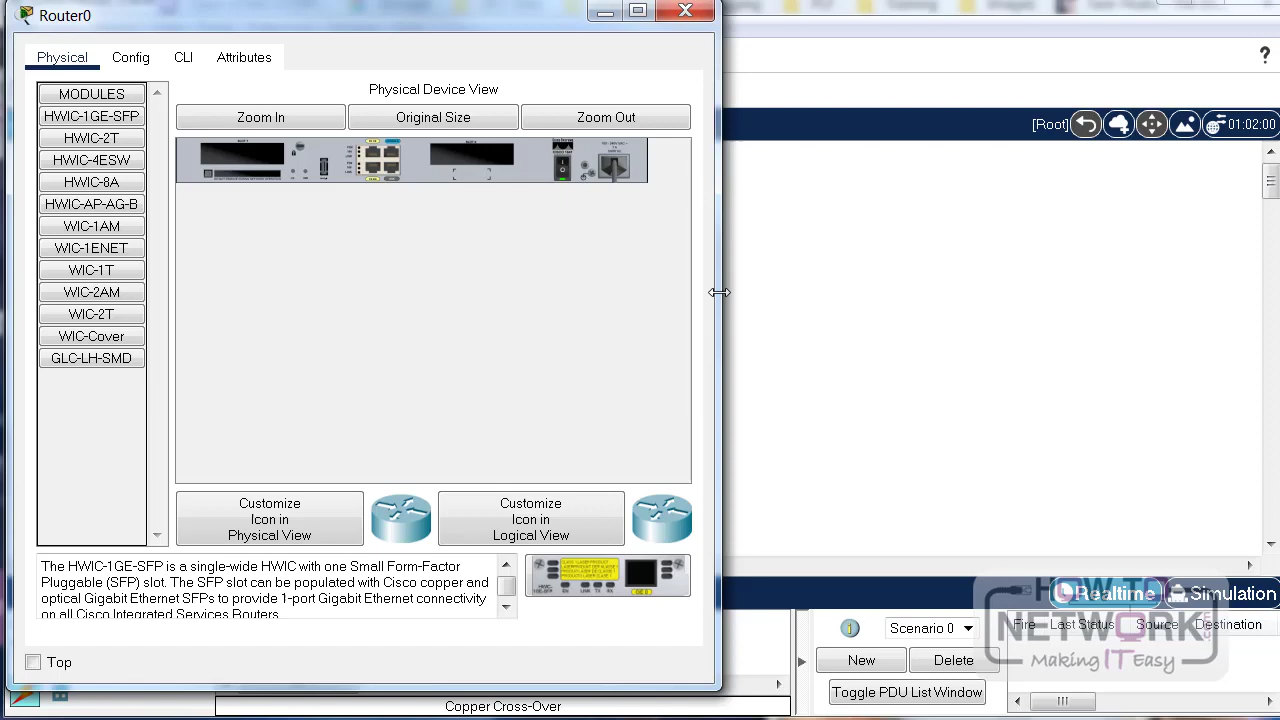 Router0
Physical
Config
CLI
Attributes
?
MODULES
HWIC-1GE-SFP
HWIC-2T
HWIC-4ESW
HWIC-8A
HWIC-AP-AG-B
WIC-1AM
WIC-1ENET
WIC-1T
WIC-2AM
WIC-2T
WIC-Cover
GLC-LH-SMD
Physical Device View
Zoom In
Original Size
Zoom Out
[Root]
01:02:00
Customize
Icon in
Physical View
Customize
Icon in
Logical View
The HWIC-1GE-SFP is a single-wide HWIC with one Small Form-Factor
Pluggable (SFP) slot. The SFP slot can be populated with Cisco copper and
optical Gigabit Ethernet SFPs to provide 1-port Gigabit Ethernet connectivity
on all Cisco Integrated Services Routers.
Top
Realtime
Simulation
Scenario 0
Fire Last Status Source Destination
New
Delete
Toggle PDU List Window
Copper Cross-Over
HOW TO
NETWORK.com
Making IT Easy